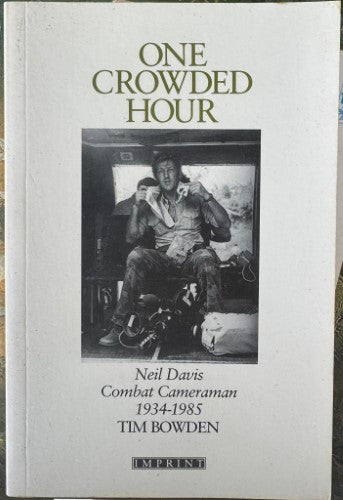 ONE
CROWDED
HOUR
Neil Davis
Combat Cameraman
1934-1985
TIM BOWDEN
IMPRINT